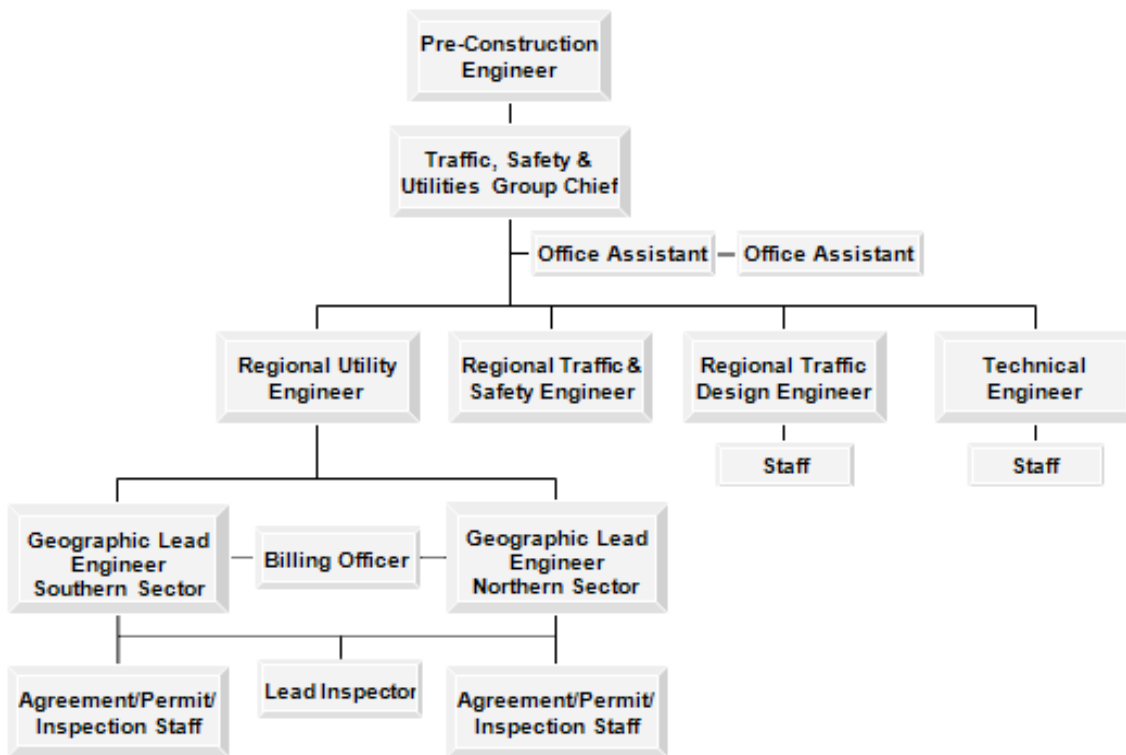 Pre-Construction
Engineer
Traffic, Safety &
Utilities Group Chief
Office Assistant
Office Assistant
Regional Utility
Engineer
Regional Traffic &
Safety Engineer
Regional Traffic
Design Engineer
Technical
Engineer
Staff
Staff
Geographic Lead
Engineer
Southern Sector
Billing Officer
Geographic Lead
Engineer
Northern Sector
Agreement/Permit/
Inspection Staff
Lead Inspector
Agreement/Permit/
Inspection Staff